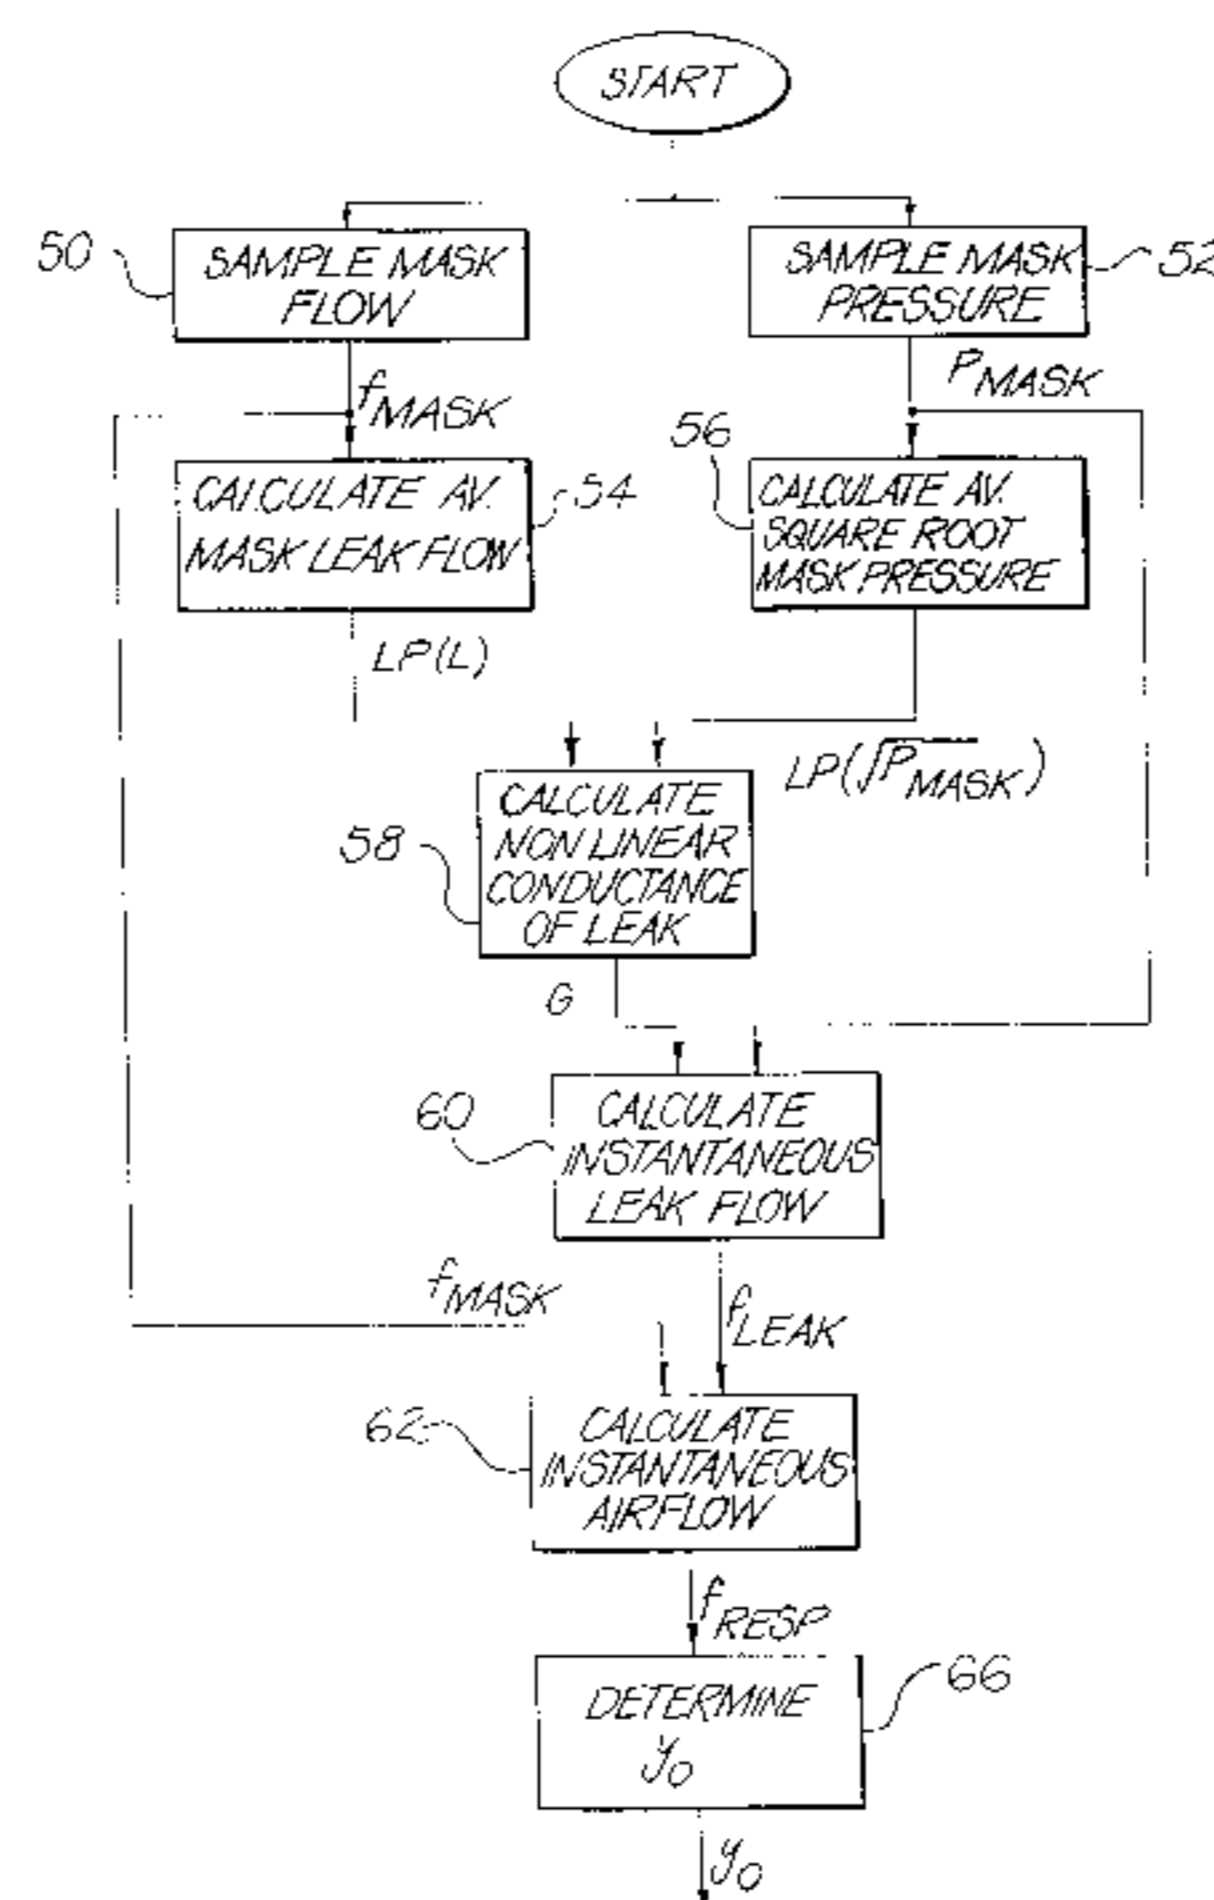 START
50
SAMPLE MASK
FLOW
SAMPLE MASK
PRESSURE
52
fMASK
PMASK
CALCULATE AV.
MASK LEAK FLOW
54
56
CALCULATE AV.
SQUARE ROOT
MASK PRESSURE
LP(L)
LP(√PMASK)
58
CALCULATE
NON LINEAR
CONDUCTANCE
OF LEAK
G
60
CALCULATE
INSTANTANEOUS
LEAK FLOW
fMASK
fLEAK
62
CALCULATE
INSTANTANEOUS
AIRFLOW
fRESP
DETERMINE
yo
66
yo